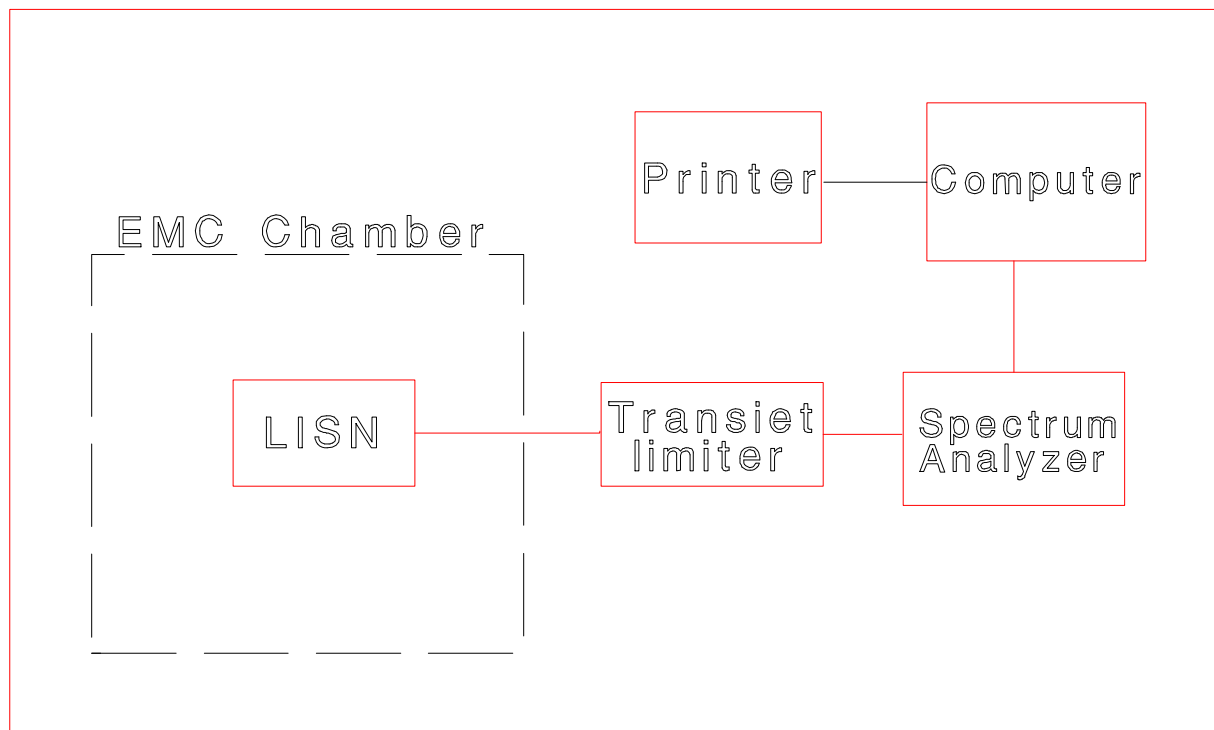 Printer
Computer
EMC Chamber
LISN
Transiet
limiter
Spectrum
Analyzer